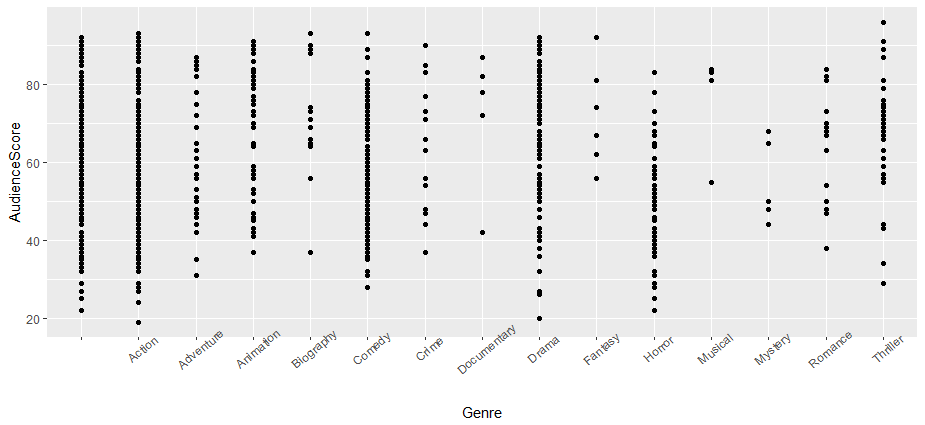 AudienceScore
80
60
40
20
Action
Adventure
Animation
Biography
Comedy
Crime
Documentary
Drama
Fantasy
Horror
Musical
Mystery
Romance
Thriller
Genre